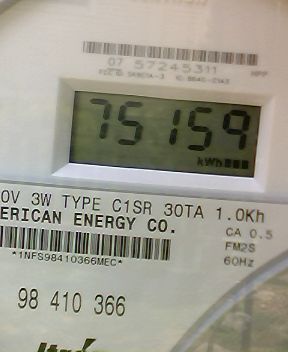 07 57245311
75159
kWh
0V 3W TYPE C1SR 30TA 1.0Kh
ERICAN ENERGY CO.
CA 0.5
FM2S
60Hz
*1NFS98410366MEC*
98 410 366